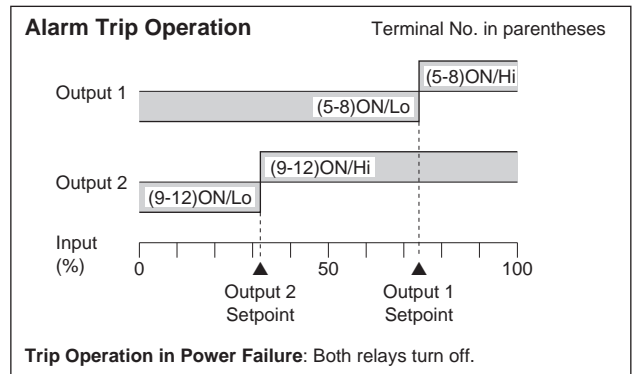 Alarm Trip Operation Terminal No. in parentheses
Output 1
(5-8)ON/Hi
(5-8)ON/Lo
Output 2
(9-12)ON/Hi
(9-12)ON/Lo
Input
(%)
0 50 100
Output 2
Setpoint
Output 1
Setpoint
Trip Operation in Power Failure: Both relays turn off.